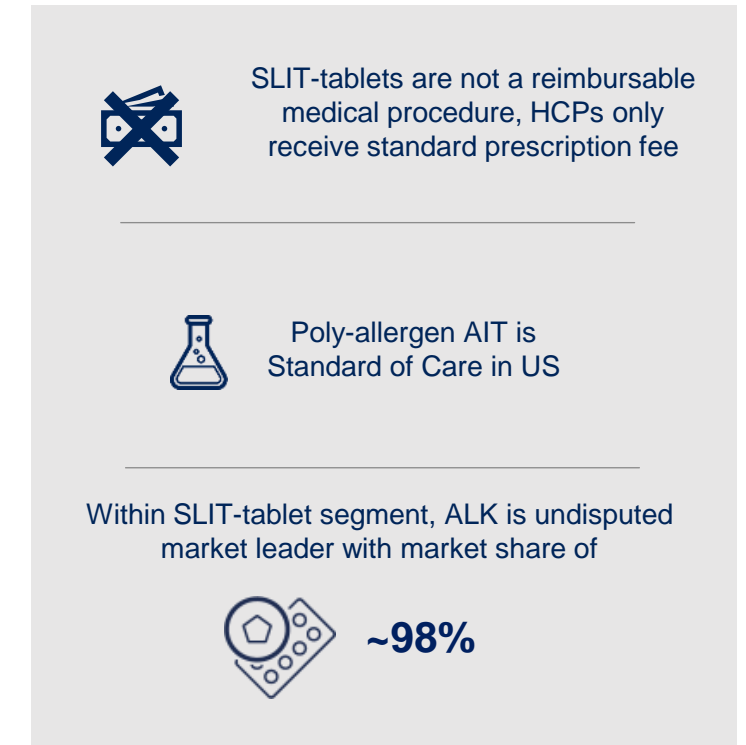 SLIT-tablets are not a reimbursable
medical procedure, HCPs only
receive standard prescription fee
Poly-allergen AIT is
Standard of Care in US
Within SLIT-tablet segment, ALK is undisputed
market leader with market share of
~98%